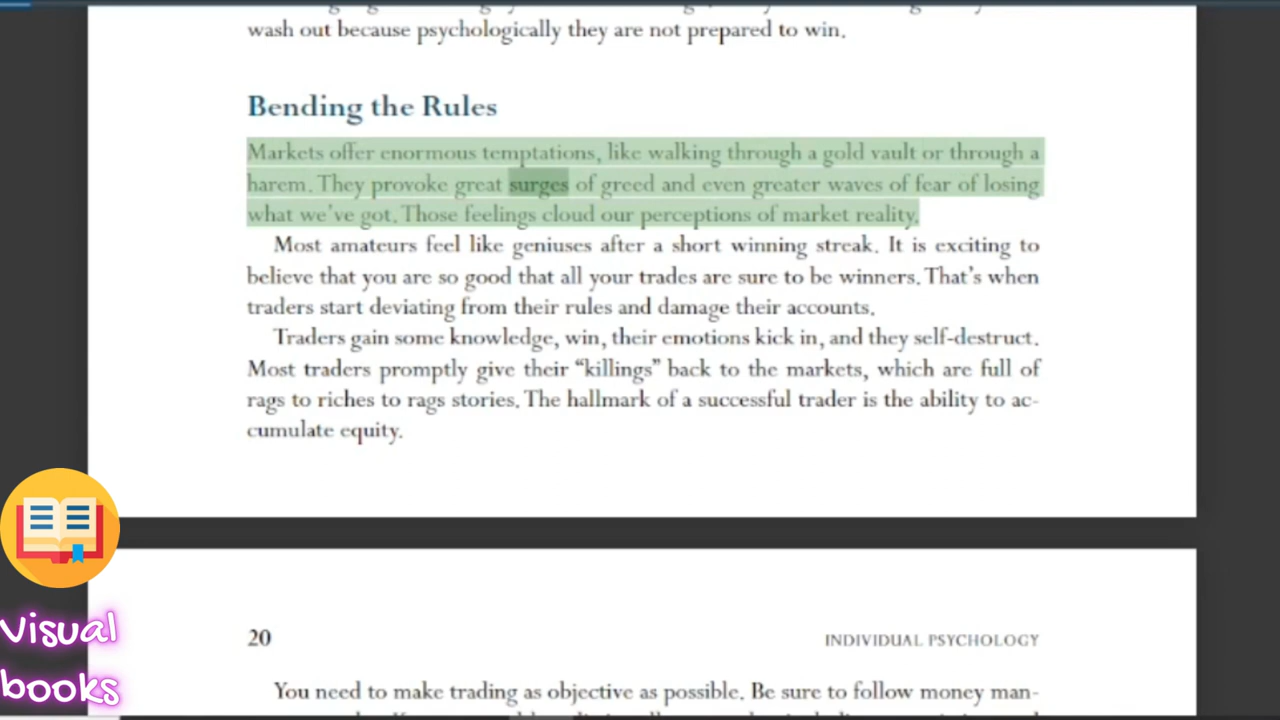 wash out because psychologically they are not prepared to win.
Bending the Rules
Markets offer enormous temptations, like walking through a gold vault or through a
harem. They provoke great surges of greed and even greater waves of fear of losing
what we've got. Those feelings cloud our perceptions of market reality.
Most amateurs feel like geniuses after a short winning streak. It is exciting to
believe that you are so good that all your trades are sure to be winners. That's when
traders start deviating from their rules and damage their accounts.
Traders gain some knowledge, win, their emotions kick in, and they self-destruct.
Most traders promptly give their “killings” back to the markets, which are full of
rags to riches to rags stories. The hallmark of a successful trader is the ability to ac-
cumulate equity.
Visual
books
20 INDIVIDUAL PSYCHOLOGY
You need to make trading as objective as possible. Be sure to follow money man-